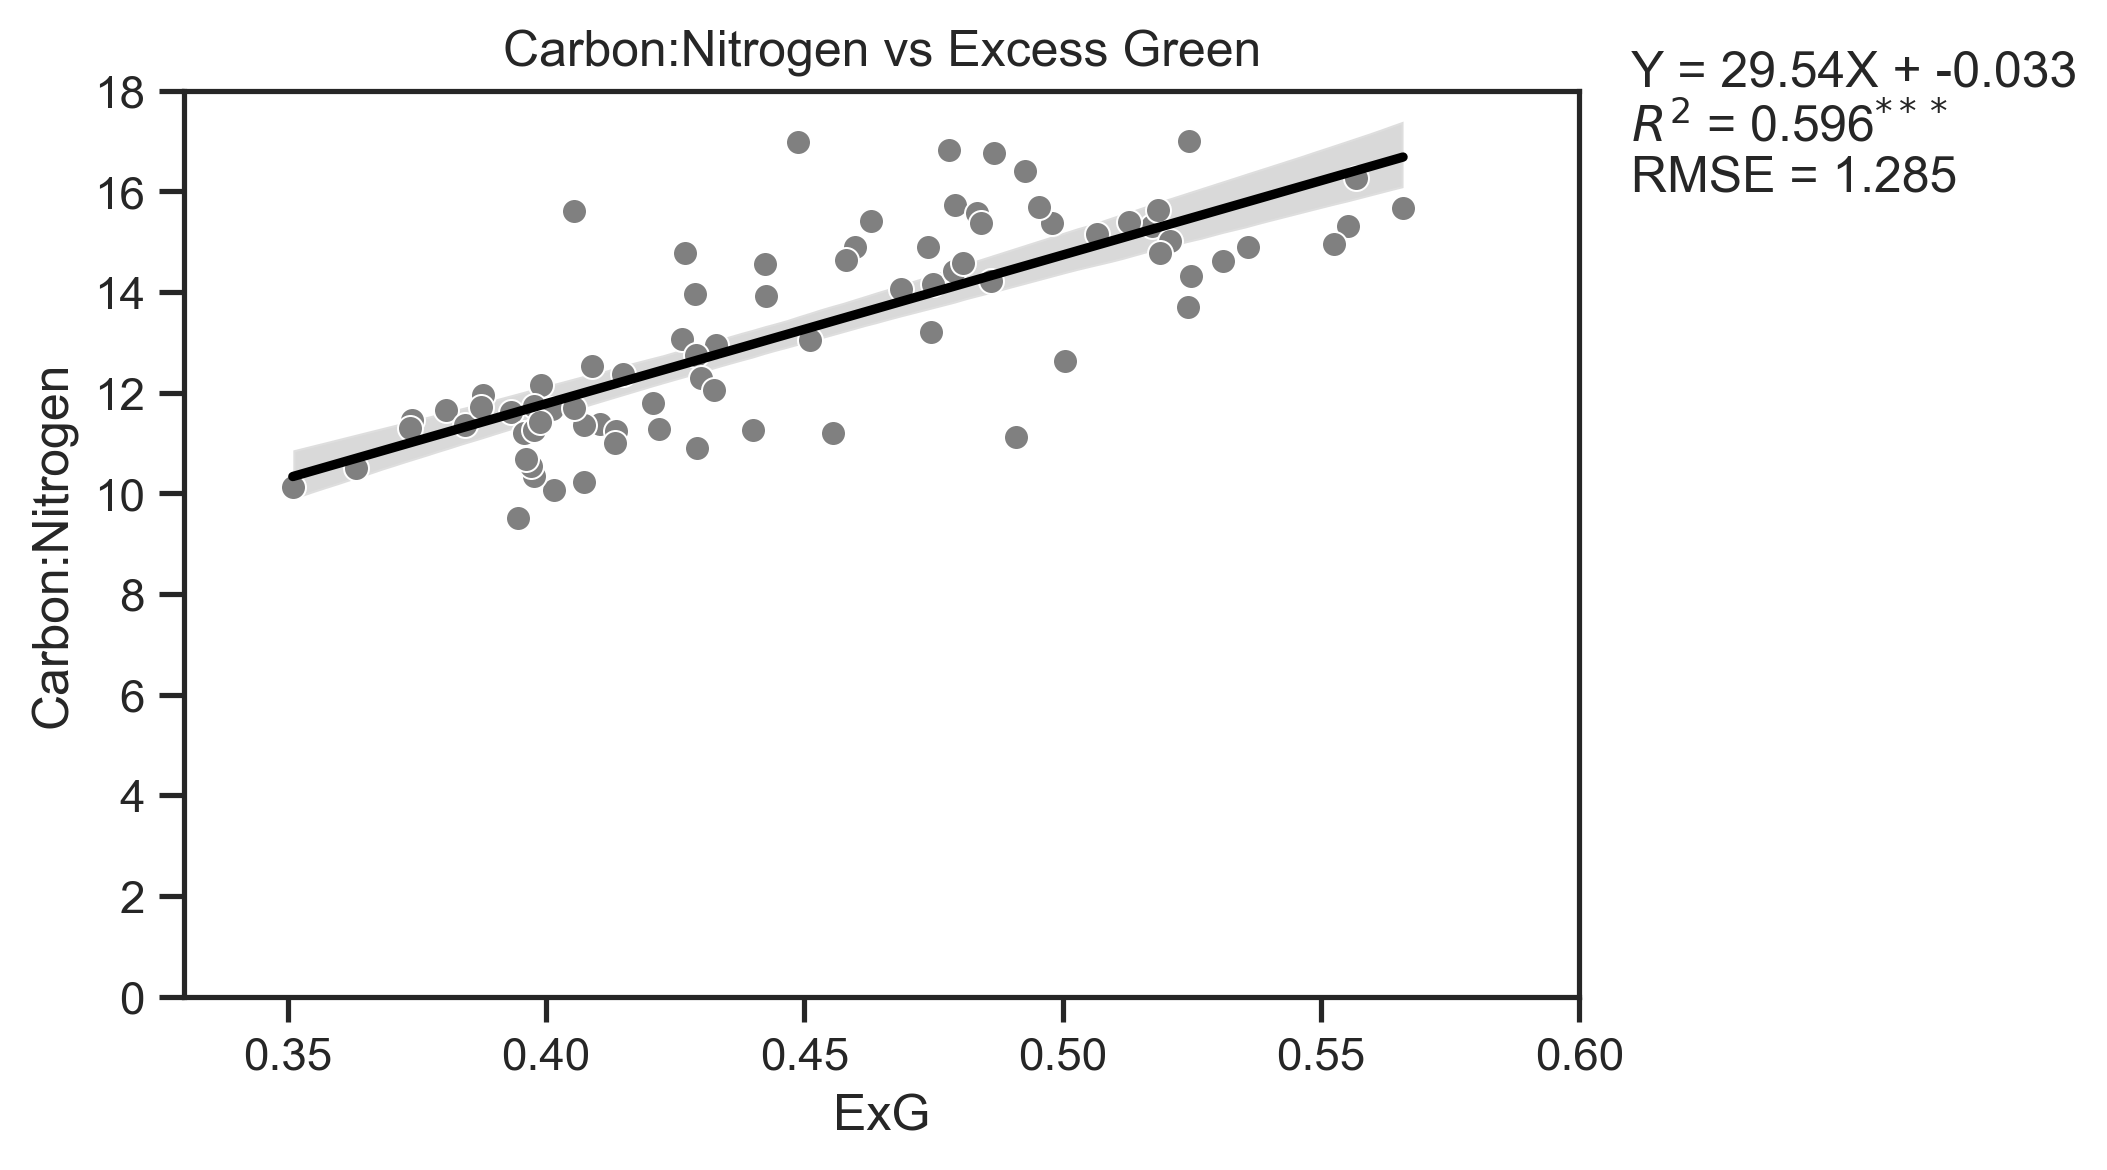 Carbon:Nitrogen vs Excess Green
Y = 29.54X + -0.033
R² = 0.596***
RMSE = 1.285
Carbon:Nitrogen
18
16
14
12
10
8
6
4
2
0
0.35 0.40 0.45 0.50 0.55 0.60
ExG